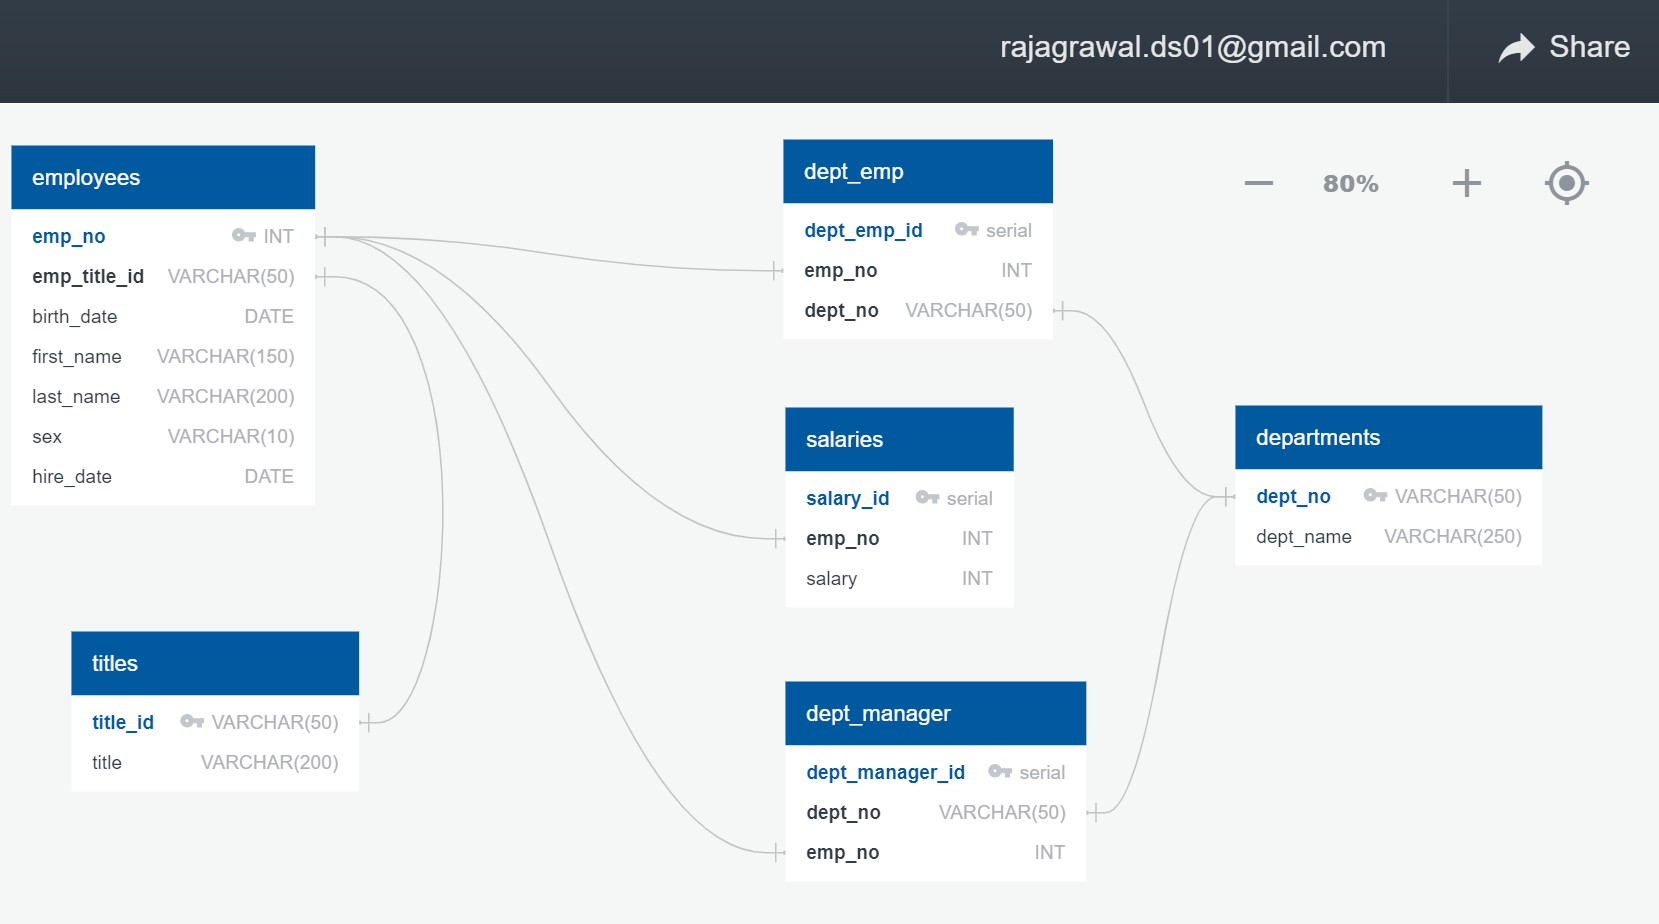 rajagrawal.ds01@gmail.com Share
80%
employees
emp_no INT
emp_title_id VARCHAR(50)
birth_date DATE
first_name VARCHAR(150)
last_name VARCHAR(200)
sex VARCHAR(10)
hire_date DATE
titles
title_id VARCHAR(50)
title VARCHAR(200)
dept_emp
dept_emp_id serial
emp_no INT
dept_no VARCHAR(50)
salaries
salary_id serial
emp_no INT
salary INT
dept_manager
dept_manager_id serial
dept_no VARCHAR(50)
emp_no INT
departments
dept_no VARCHAR(50)
dept_name VARCHAR(250)